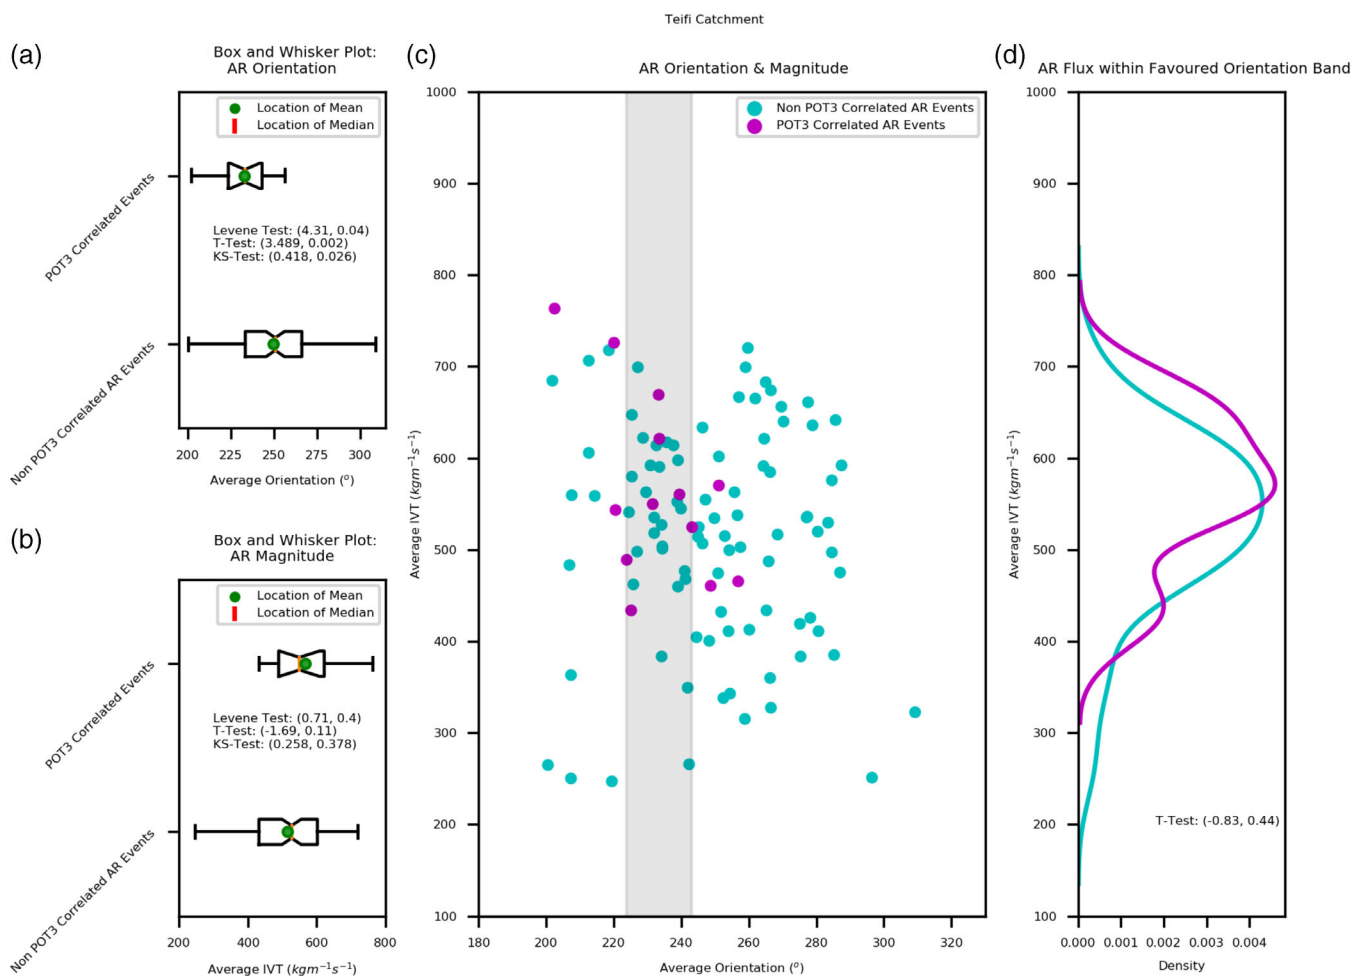 Teifi Catchment
(a)
Box and Whisker Plot:
AR Orientation
Location of Mean
Location of Median
POT3 Correlated Events
Levene Test: (4.31, 0.04)
T-Test: (3.489, 0.002)
KS-Test: (0.418, 0.026)
Non POT3 Correlated AR Events
200 225 250 275 300
Average Orientation (°)
(b)
Box and Whisker Plot:
AR Magnitude
Location of Mean
Location of Median
POT3 Correlated Events
Levene Test: (0.71, 0.4)
T-Test: (-1.69, 0.11)
KS-Test: (0.258, 0.378)
Non POT3 Correlated AR Events
200 400 600 800
Average IVT (kgm⁻¹s⁻¹)
(c)
AR Orientation & Magnitude
Non POT3 Correlated AR Events
POT3 Correlated AR Events
1000
900
800
700
600
500
400
300
200
100
Average IVT (kgm⁻¹s⁻¹)
180 200 220 240 260 280 300 320
Average Orientation (°)
(d)
AR Flux within Favoured Orientation Band
1000
900
800
700
600
500
400
300
200
100
Average IVT (kgm⁻¹s⁻¹)
T-Test: (-0.83, 0.44)
0.000 0.001 0.002 0.003 0.004
Density